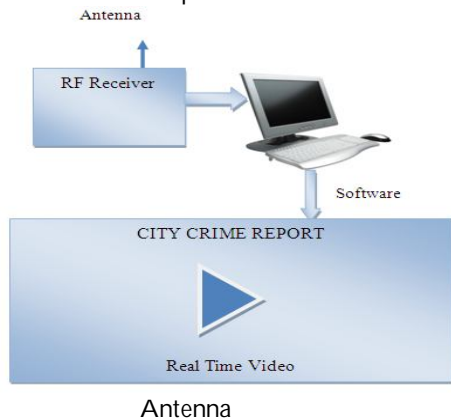 Antenna
RF Receiver
Software
CITY CRIME REPORT
Real Time Video
Antenna